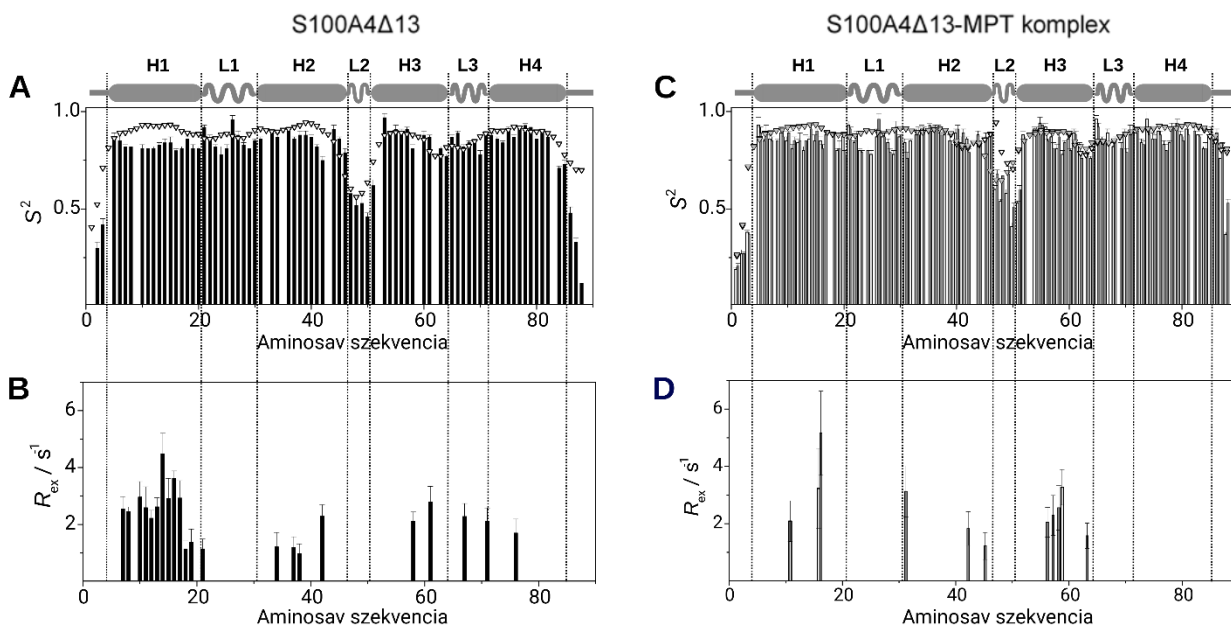 S100A4Δ13
S100A4Δ13-MPT komplex
A
H1 L1 H2 L2 H3 L3 H4
1.0
0.5
S²
0 20 40 60 80
Aminosav szekvencia
C
H1 L1 H2 L2 H3 L3 H4
1.0
0.5
S²
0 20 40 60 80
Aminosav szekvencia
B
6
4
2
Rex / s-1
0 20 40 60 80
Aminosav szekvencia
D
6
4
2
Rex / s-1
0 20 40 60 80
Aminosav szekvencia